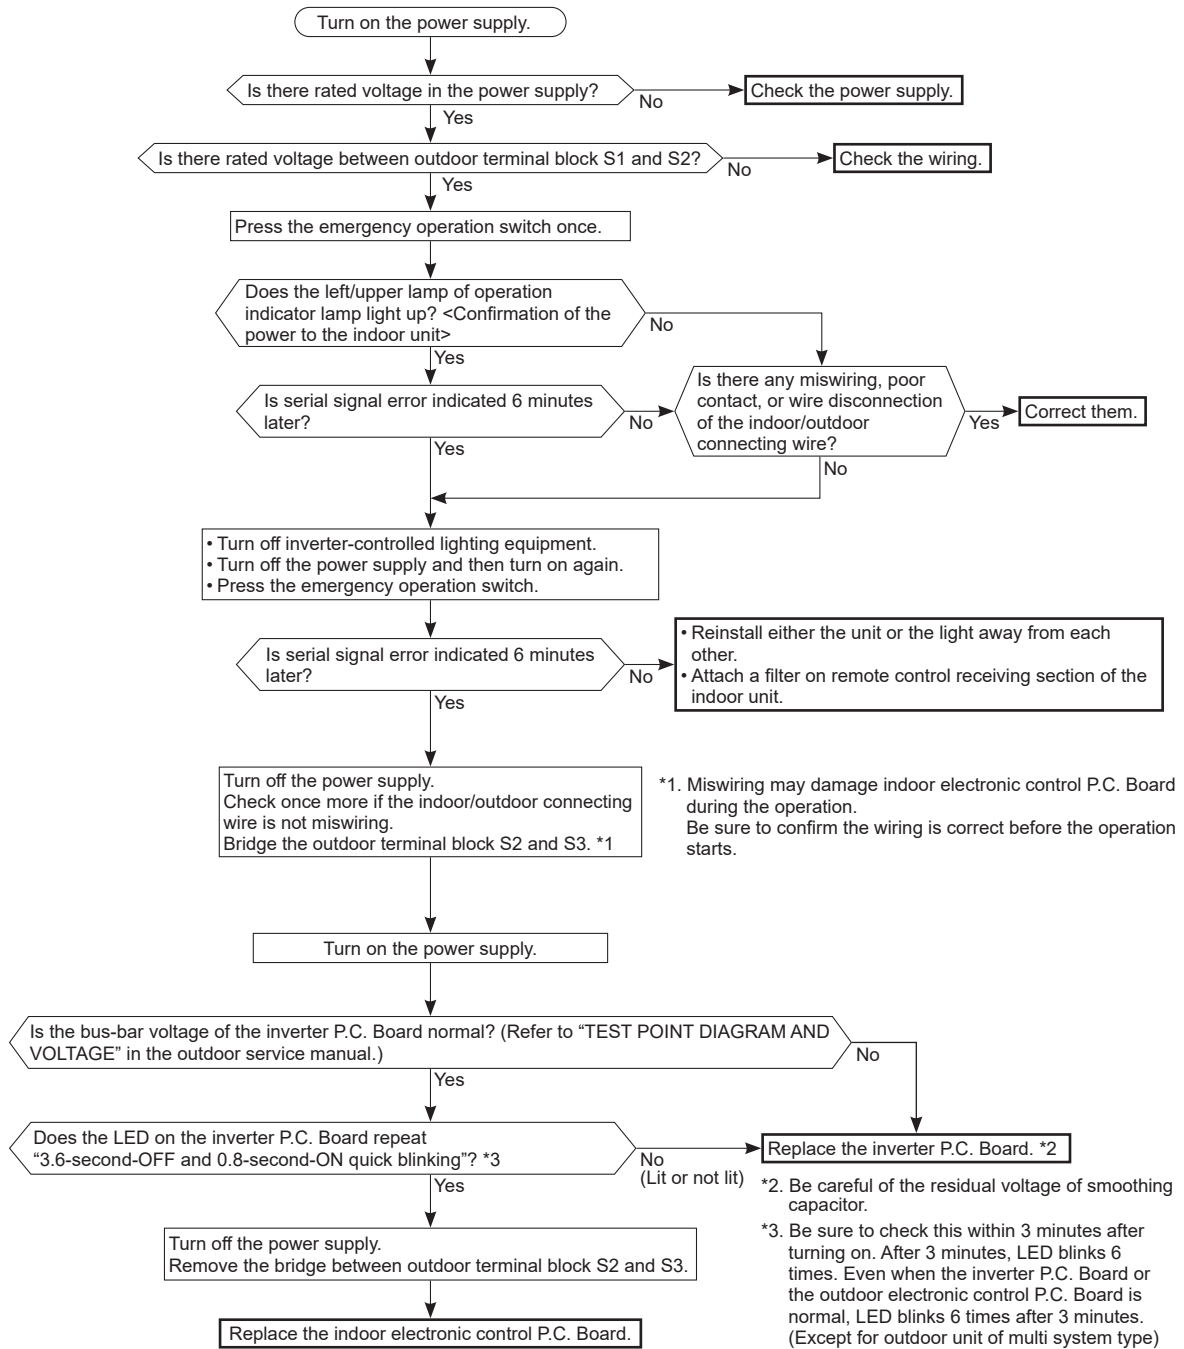 Turn on the power supply.
Is there rated voltage in the power supply?
No
Check the power supply.
Yes
Is there rated voltage between outdoor terminal block S1 and S2?
No
Check the wiring.
Yes
Press the emergency operation switch once.
Does the left/upper lamp of operation
indicator lamp light up? <Confirmation of the
power to the indoor unit>
No
Yes
Is serial signal error indicated 6 minutes
later?
No
Is there any miswiring, poor
contact, or wire disconnection
of the indoor/outdoor
connecting wire?
Yes
Correct them.
Yes
No
• Turn off inverter-controlled lighting equipment.
• Turn off the power supply and then turn on again.
• Press the emergency operation switch.
Is serial signal error indicated 6 minutes
later?
No
• Reinstall either the unit or the light away from each
other.
• Attach a filter on remote control receiving section of the
indoor unit.
Yes
Turn off the power supply.
Check once more if the indoor/outdoor connecting
wire is not miswiring.
Bridge the outdoor terminal block S2 and S3. *1
*1. Miswiring may damage indoor electronic control P.C. Board
during the operation.
Be sure to confirm the wiring is correct before the operation
starts.
Turn on the power supply.
Is the bus-bar voltage of the inverter P.C. Board normal? (Refer to “TEST POINT DIAGRAM AND
VOLTAGE” in the outdoor service manual.)
No
Yes
Does the LED on the inverter P.C. Board repeat
“3.6-second-OFF and 0.8-second-ON quick blinking”? *3
No
(Lit or not lit)
Replace the inverter P.C. Board. *2
Yes
*2. Be careful of the residual voltage of smoothing
capacitor.
*3. Be sure to check this within 3 minutes after
turning on. After 3 minutes, LED blinks 6
times. Even when the inverter P.C. Board or
the outdoor electronic control P.C. Board is
normal, LED blinks 6 times after 3 minutes.
(Except for outdoor unit of multi system type)
Turn off the power supply.
Remove the bridge between outdoor terminal block S2 and S3.
Replace the indoor electronic control P.C. Board.